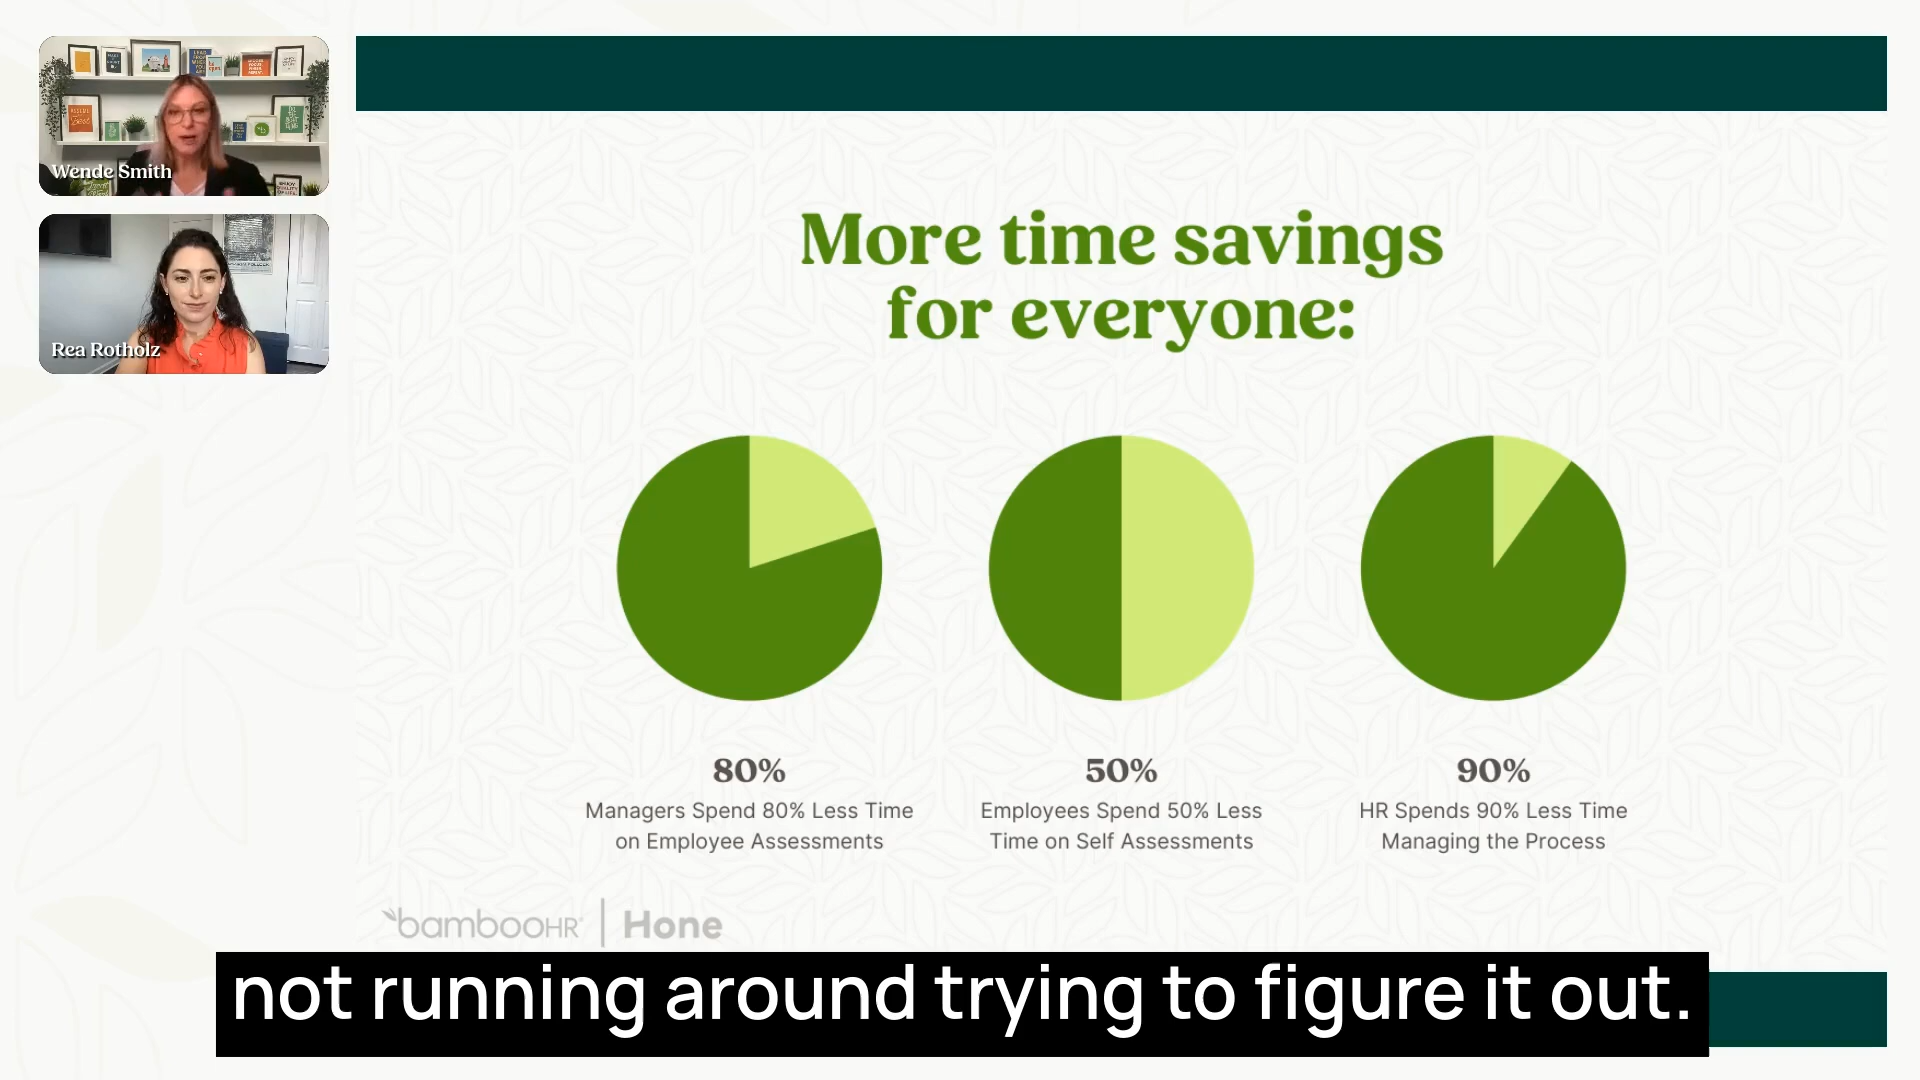 Wende Smith
Rea Rotholz
More time savings
for everyone:
80%
Managers Spend 80% Less Time
on Employee Assessments
50%
Employees Spend 50% Less
Time on Self Assessments
90%
HR Spends 90% Less Time
Managing the Process
bambooHR | Hone
not running around trying to figure it out.